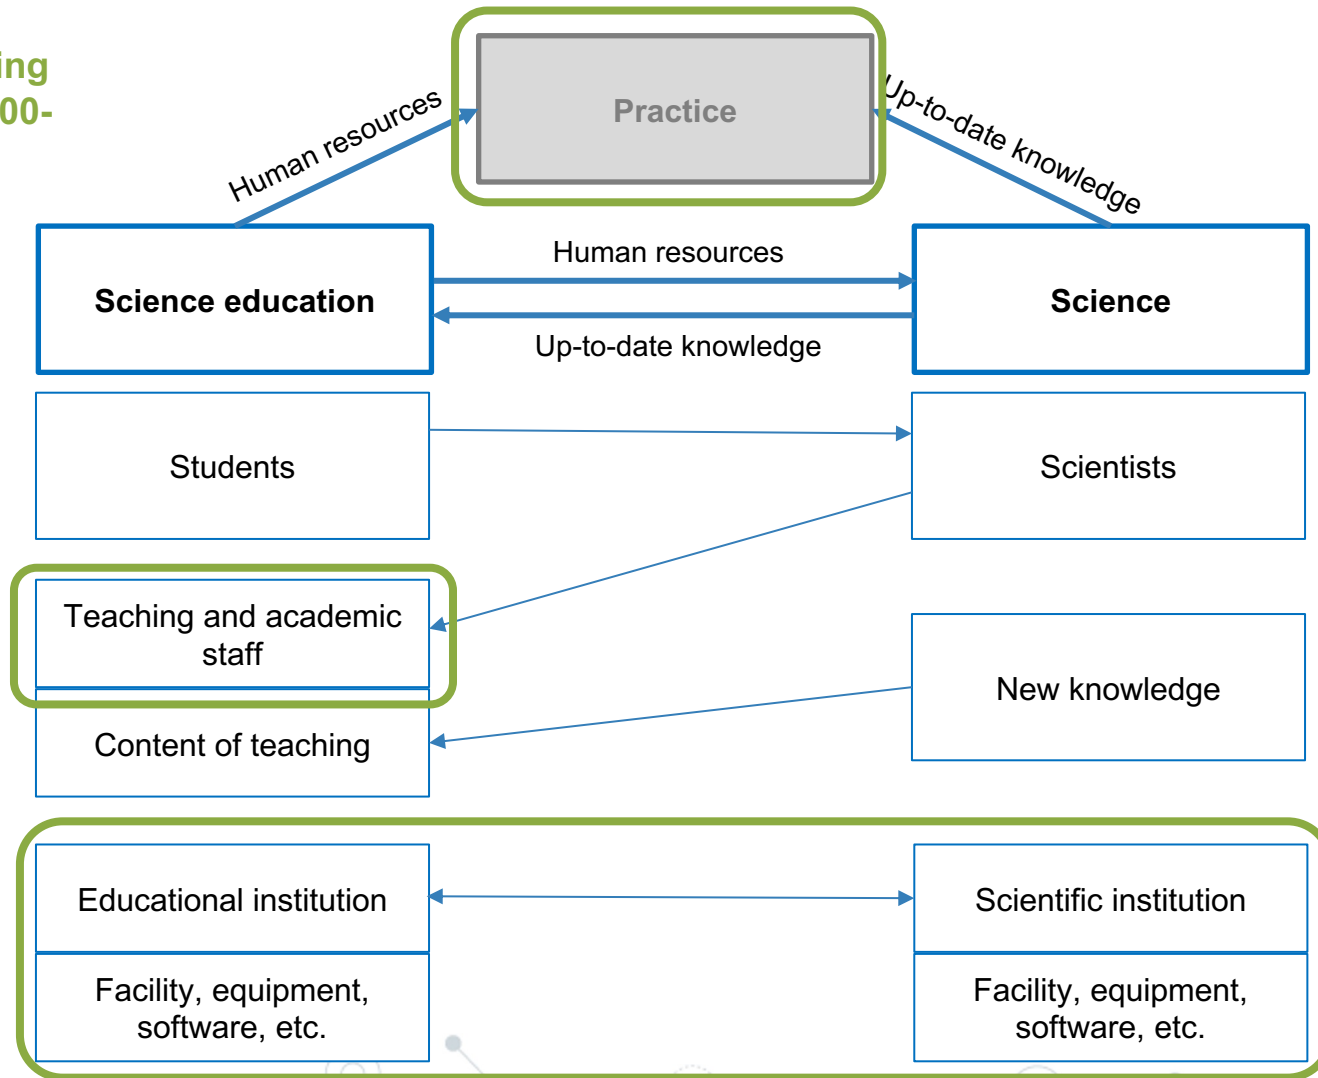 ing
00-
Practice
Human resources
Up-to-date knowledge
Science education
Human resources
Up-to-date knowledge
Science
Students
Scientists
Teaching and academic
staff
New knowledge
Content of teaching
Educational institution
Scientific institution
Facility, equipment,
software, etc.
Facility, equipment,
software, etc.